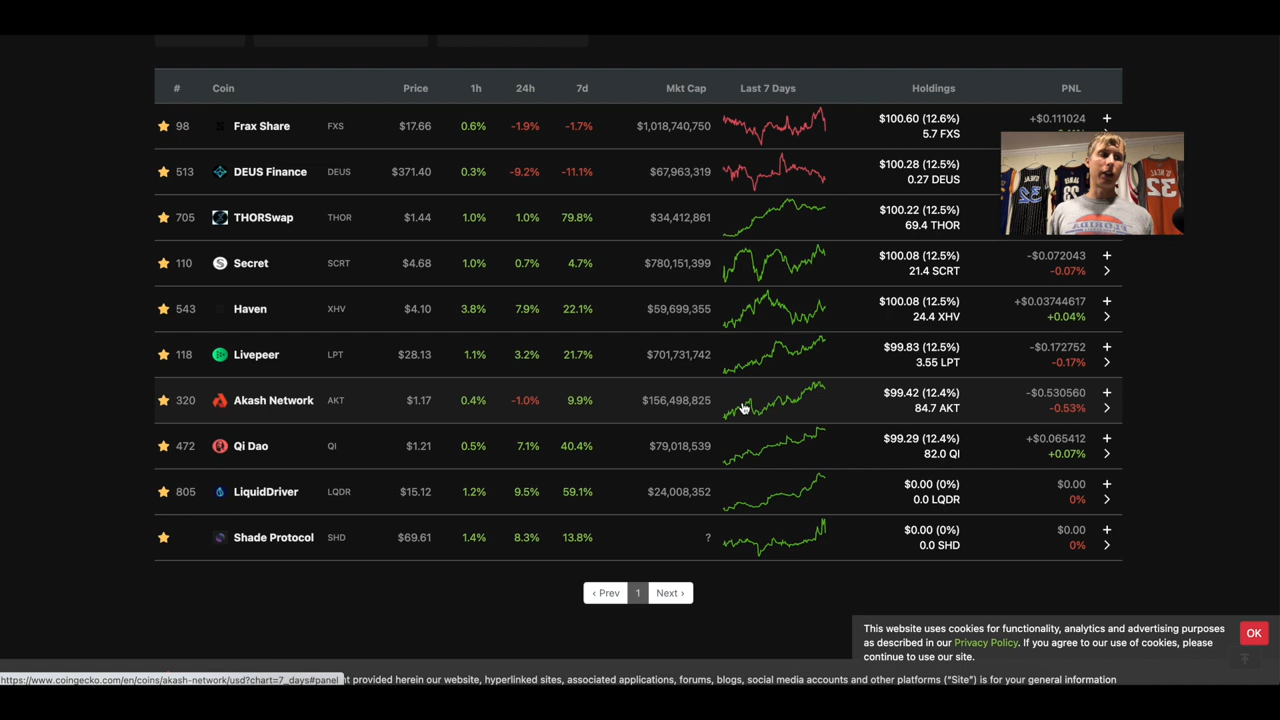 # Coin Price 1h 24h 7d Mkt Cap Last 7 Days Holdings PNL
98 Frax Share FXS $17.66 0.6% -1.9% -1.7% $1,018,740,750 $100.60 (12.6%) +$0.111024 +
5.7 FXS
513 DEUS Finance DEUS $371.40 0.3% -9.2% -11.1% $67,963,319 $100.28 (12.5%)
0.27 DEUS
705 THORSwap THOR $1.44 1.0% 1.0% 79.8% $34,412,861 $100.22 (12.5%)
69.4 THOR
110 Secret SCRT $4.68 1.0% 0.7% 4.7% $780,151,399 $100.08 (12.5%) -$0.072043 +
21.4 SCRT -0.07%
543 Haven XHV $4.10 3.8% 7.9% 22.1% $59,699,355 $100.08 (12.5%) +$0.03744617 +
24.4 XHV +0.04%
118 Livepeer LPT $28.13 1.1% 3.2% 21.7% $701,731,742 $99.83 (12.5%) -$0.172752 +
3.55 LPT -0.17%
320 Akash Network AKT $1.17 0.4% -1.0% 9.9% $156,498,825 $99.42 (12.4%) -$0.530560 +
84.7 AKT -0.53%
472 Qi Dao QI $1.21 0.5% 7.1% 40.4% $79,018,539 $99.29 (12.4%) +$0.065412 +
82.0 QI +0.07%
805 LiquidDriver LQDR $15.12 1.2% 9.5% 59.1% $24,008,352 $0.00 (0%) $0.00 +
0.0 LQDR 0%
Shade Protocol SHD $69.61 1.4% 8.3% 13.8% ? $0.00 (0%) $0.00 +
0.0 SHD 0%
‹ Prev 1 Next ›
This website uses cookies for functionality, analytics and advertising purposes
as described in our Privacy Policy. If you agree to our use of cookies, please
continue to use our site.
OK
https://www.coingecko.com/en/coins/akash-network/usd?chart=7_days#panel
t provided herein our website, hyperlinked sites, associated applications, forums, blogs, social media accounts and other platforms ("Site") is for your general information